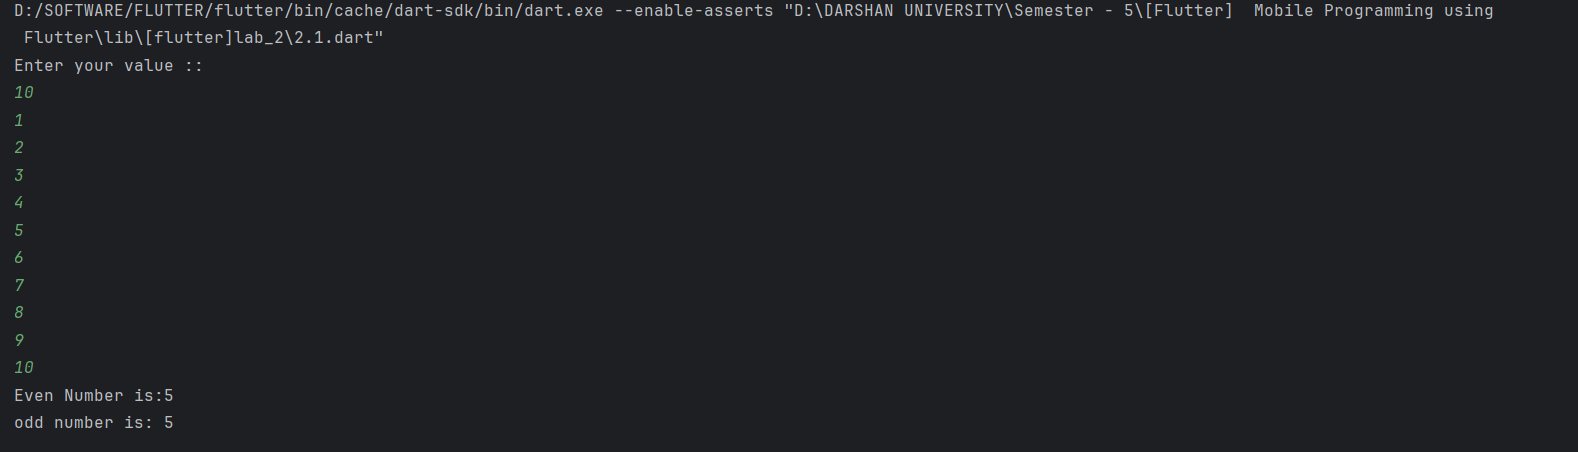 D:/SOFTWARE/FLUTTER/flutter/bin/cache/dart-sdk/bin/dart.exe --enable-asserts "D:\DARSHAN UNIVERSITY\Semester - 5\[Flutter]  Mobile Programming using
 Flutter\lib\[flutter]lab_2\2.1.dart"
Enter your value ::
10
1
2
3
4
5
6
7
8
9
10
Even Number is:5
odd number is: 5